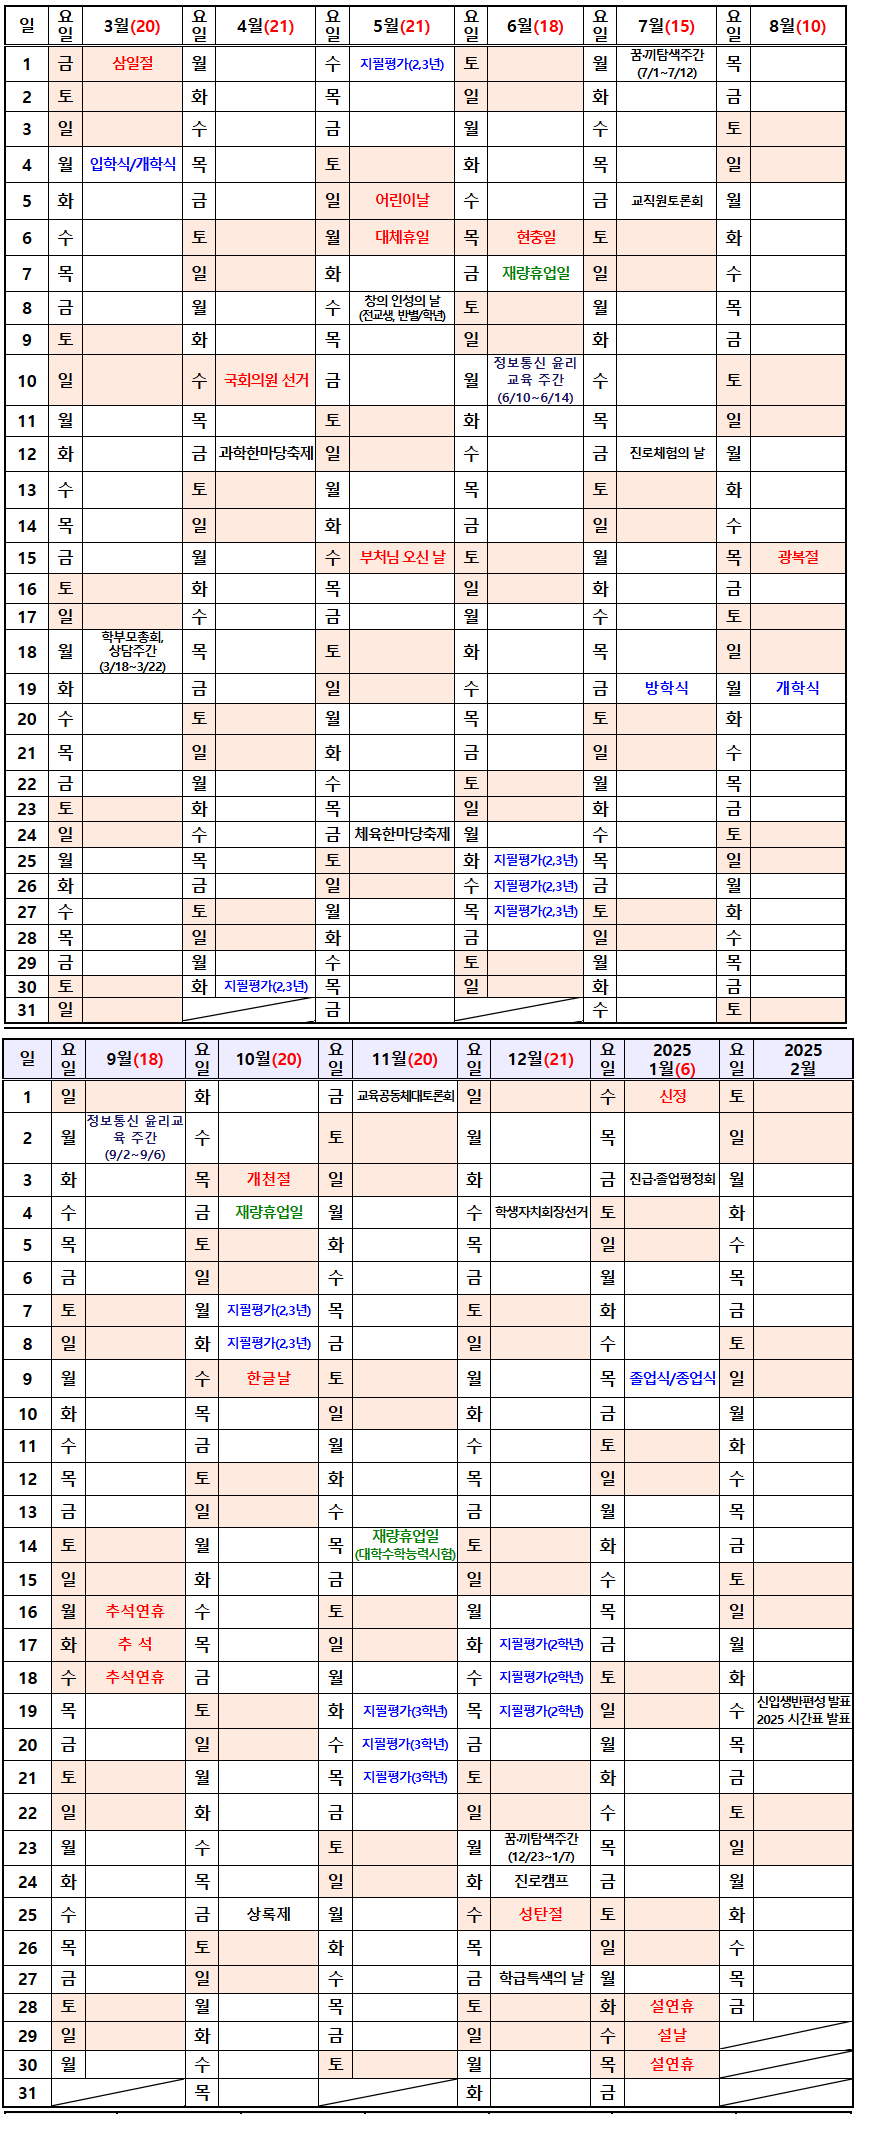 일 요일 3월(20) 요일 4월(21) 요일 5월(21) 요일 6월(18) 요일 7월(15) 요일 8월(10)
1 금 삼일절 월 수 지필평가(2,3년) 토 월 꿈·끼탐색주간 (7/1~7/12) 목
2 토 화 목 일 화 금
3 일 수 금 월 수 토
4 월 입학식/개학식 목 토 화 목 일
5 화 금 일 어린이날 수 금 교직원토론회 월
6 수 토 월 대체휴일 목 현충일 토 화
7 목 일 화 금 재량휴업일 일 수
8 금 월 수 창의 인성의 날 (전교생, 반별/학년) 토 월 목
9 토 화 목 일 화 금
10 일 수 국회의원 선거 금 월 정보통신 윤리교육 주간 (6/10~6/14) 수 토
11 월 목 토 화 목 일
12 화 금 과학한마당축제 일 수 금 진로체험의 날 월
13 수 토 월 목 토 화
14 목 일 화 금 일 수
15 금 월 수 부처님 오신 날 토 월 목 광복절
16 토 화 목 일 화 금
17 일 수 금 월 수 토
18 월 학부모총회, 상담주간 (3/18~3/22) 목 토 화 목 일
19 화 금 일 수 금 방학식 월 개학식
20 수 토 월 목 토 화
21 목 일 화 금 일 수
22 금 월 수 토 월 목
23 토 화 목 일 화 금
24 일 수 금 체육한마당축제 월 수 토
25 월 목 토 화 지필평가(2,3년) 목 일
26 화 금 일 수 지필평가(2,3년) 금 월
27 수 토 월 목 지필평가(2,3년) 토 화
28 목 일 화 금 일 수
29 금 월 수 토 월 목
30 토 화 지필평가(2,3년) 목 일 화 금
31 일 금 수 토
일 요일 9월(18) 요일 10월(20) 요일 11월(20) 요일 12월(21) 요일 2025 1월(6) 요일 2025 2월
1 일 화 금 교육공동체대토론회 일 수 신정 토
2 월 정보통신 윤리교육 주간 (9/2~9/6) 수 토 월 목 일
3 화 목 개천절 일 화 금 진급·졸업평정회 월
4 수 금 재량휴업일 월 수 학생자치회장선거 토 화
5 목 토 화 목 일 수
6 금 일 수 금 월 목
7 토 월 지필평가(2,3년) 목 토 화 금
8 일 화 지필평가(2,3년) 금 일 수 토
9 월 수 한글날 토 월 목 졸업식/종업식 일
10 화 목 일 화 금 월
11 수 금 월 수 토 화
12 목 토 화 목 일 수
13 금 일 수 금 월 목
14 토 월 목 재량휴업일 (대학수학능력시험) 토 화 금
15 일 화 금 일 수 토
16 월 추석연휴 수 토 월 목 일
17 화 추 석 목 일 화 지필평가(2학년) 금 월
18 수 추석연휴 금 월 수 지필평가(2학년) 토 화
19 목 토 화 지필평가(3학년) 목 지필평가(2학년) 일 수 신입생반편성 발표 2025 시간표 발표
20 금 일 수 지필평가(3학년) 금 월 목
21 토 월 목 지필평가(3학년) 토 화 금
22 일 화 금 일 수 토
23 월 수 토 월 꿈·끼탐색주간 (12/23~1/7) 목 일
24 화 목 일 화 진로캠프 금 월
25 수 금 상록제 월 수 성탄절 토 화
26 목 토 화 목 일 수
27 금 일 수 금 학급특색의 날 월 목
28 토 월 목 토 화 설연휴 금
29 일 화 금 일 수 설날
30 월 수 토 월 목 설연휴
31 목 화 금